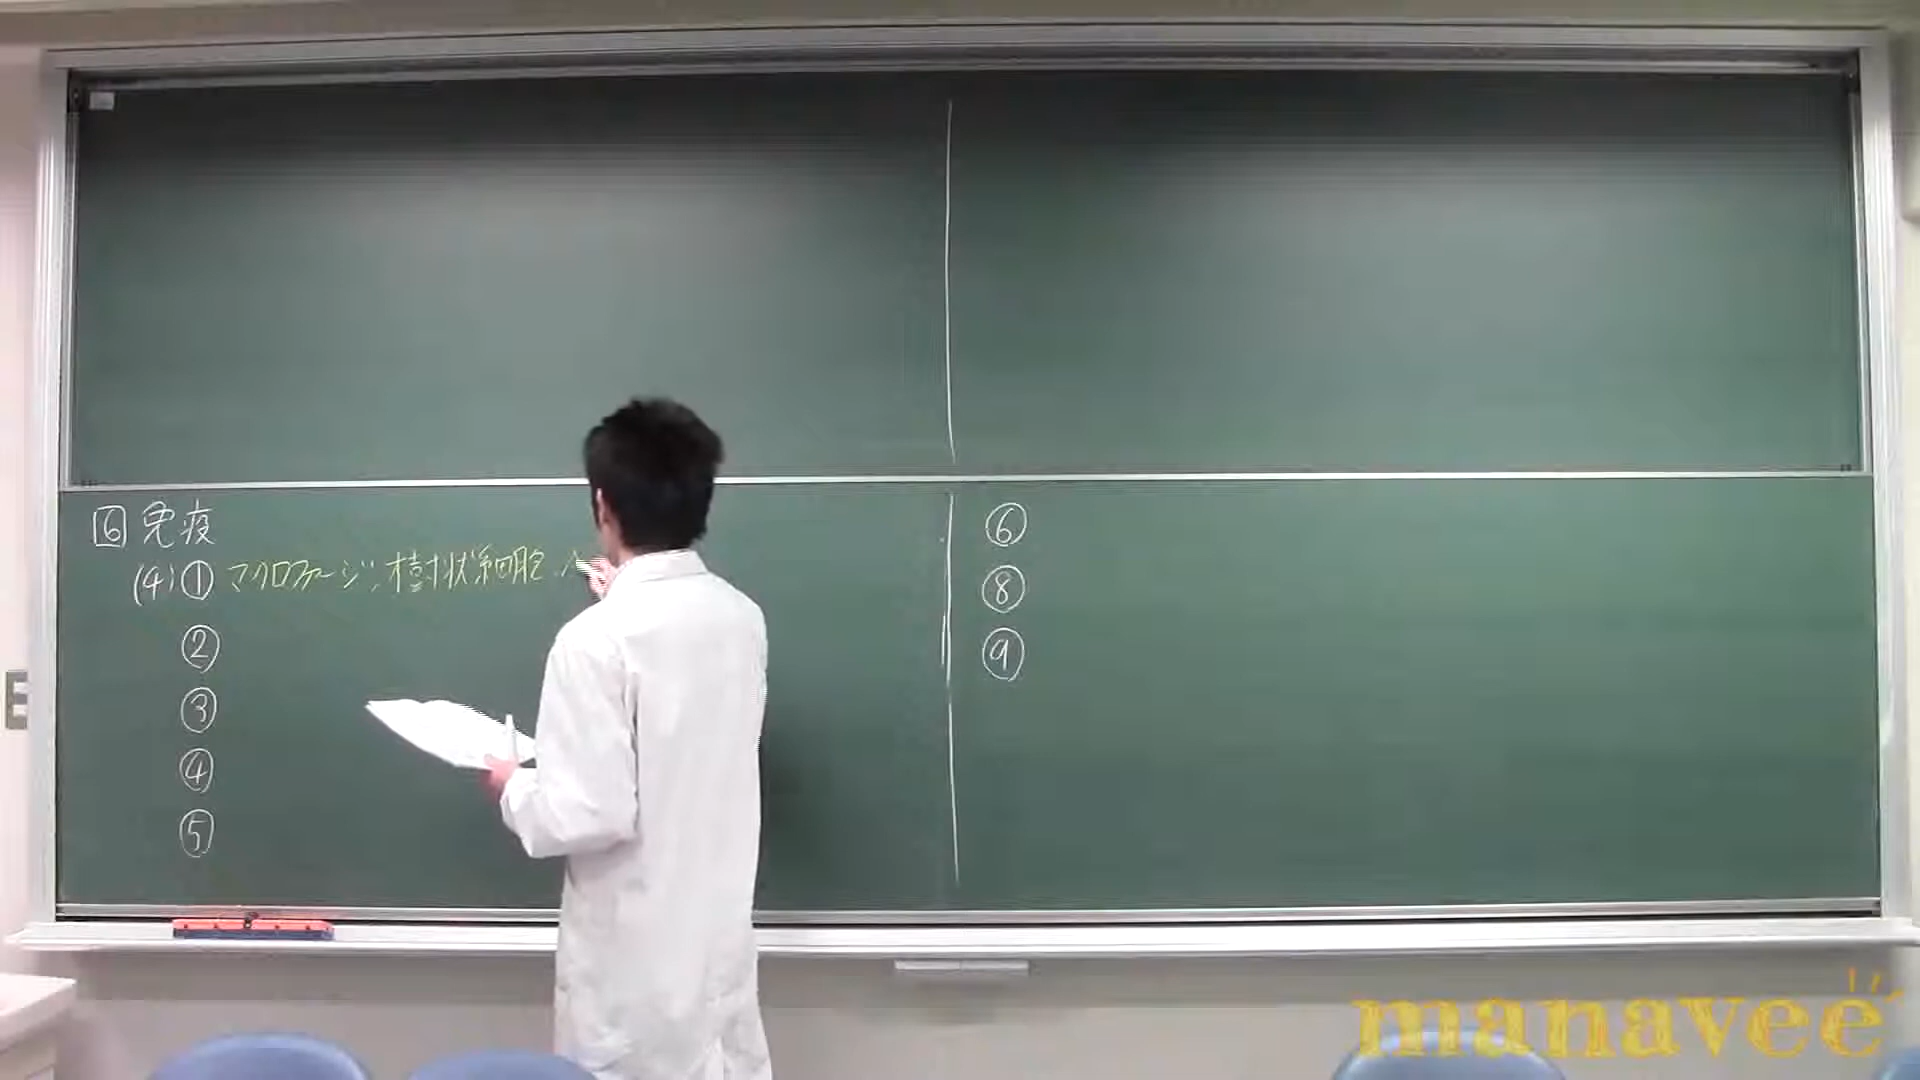 6 免疫
(4) ① マクロファージ, 樹状細胞
②
③
④
⑤
⑥
⑧
⑨
manavee